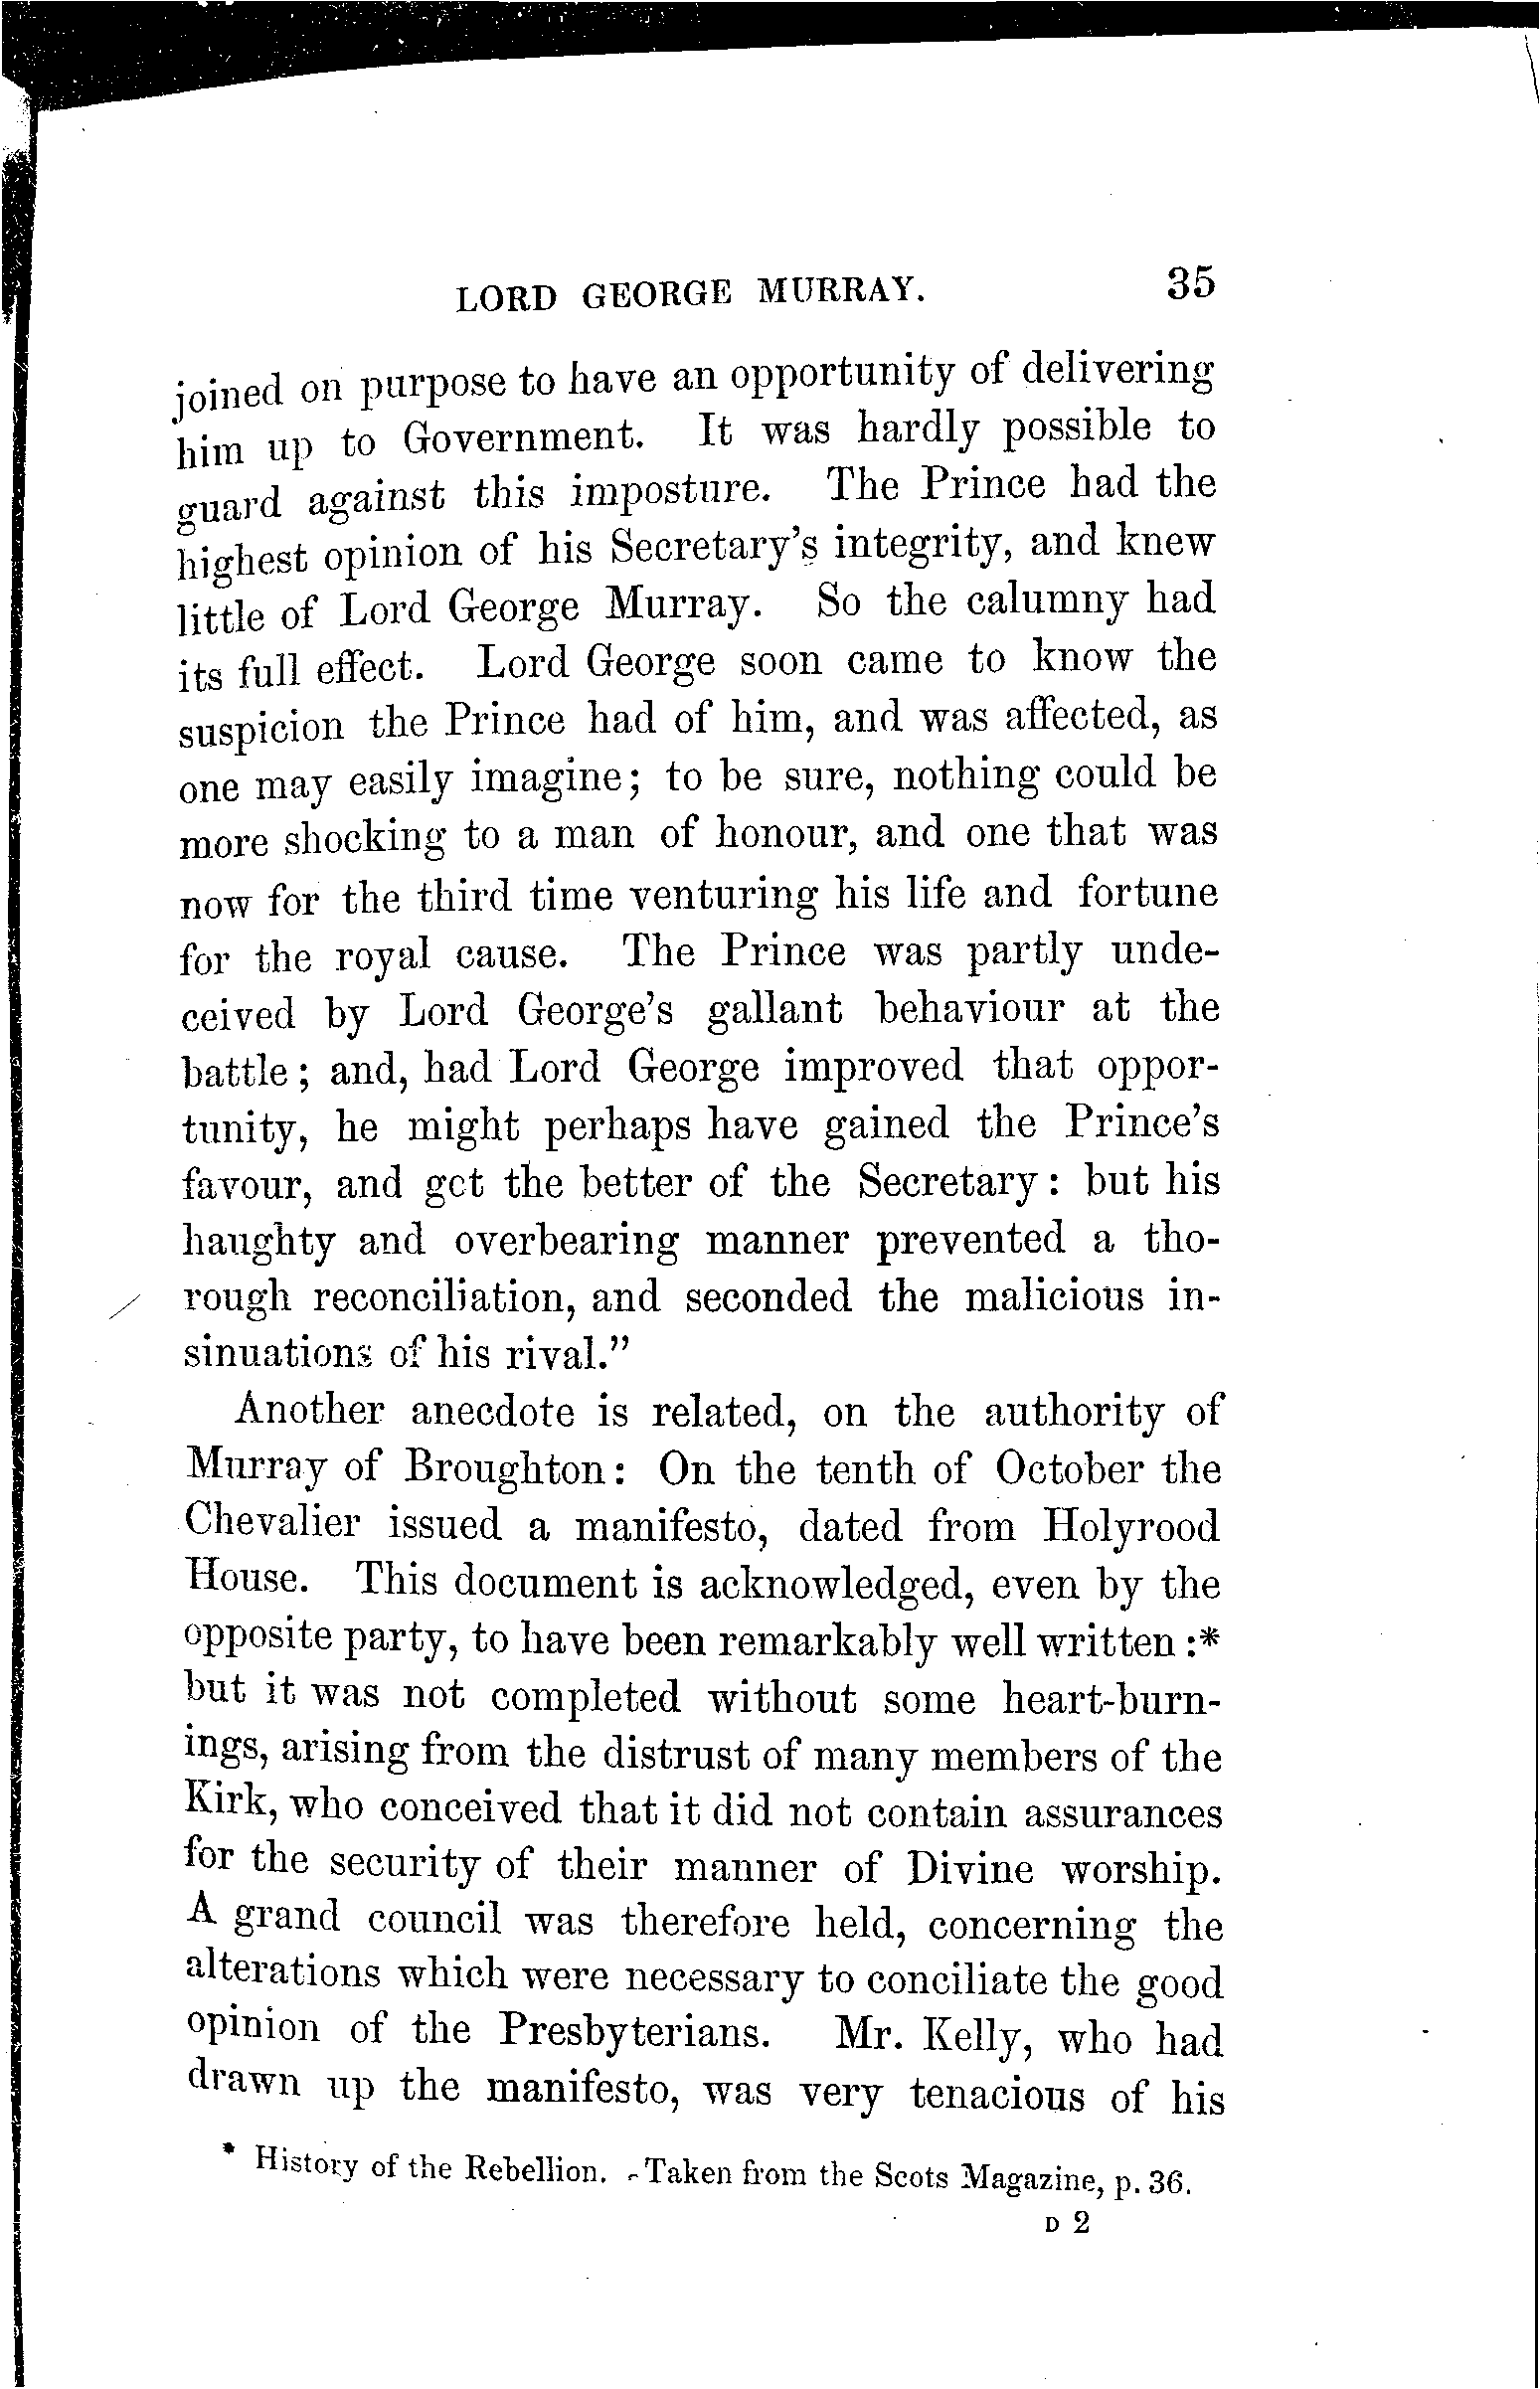 LORD GEORGE MURRAY. 35
joined on purpose to have an opportunity of delivering
him up to Government. It was hardly possible to
guard against this imposture. The Prince had the
highest opinion of his Secretary's integrity, and knew
little of Lord George Murray. So the calumny had
its full effect. Lord George soon came to know the
suspicion the Prince had of him, and was affected, as
one may easily imagine; to be sure, nothing could be
more shocking to a man of honour, and one that was
now for the third time venturing his life and fortune
for the royal cause. The Prince was partly unde-
ceived by Lord George's gallant behaviour at the
battle; and, had Lord George improved that oppor-
tunity, he might perhaps have gained the Prince's
favour, and got the better of the Secretary: but his
haughty and overbearing manner prevented a tho-
rough reconciliation, and seconded the malicious in-
sinuations of his rival."
Another anecdote is related, on the authority of
Murray of Broughton: On the tenth of October the
Chevalier issued a manifesto, dated from Holyrood
House. This document is acknowledged, even by the
opposite party, to have been remarkably well written:*
but it was not completed without some heart-burn-
ings, arising from the distrust of many members of the
Kirk, who conceived that it did not contain assurances
for the security of their manner of Divine worship.
A grand council was therefore held, concerning the
alterations which were necessary to conciliate the good
opinion of the Presbyterians. Mr. Kelly, who had
drawn up the manifesto, was very tenacious of his
* History of the Rebellion. Taken from the Scots Magazine, p. 36.
D 2